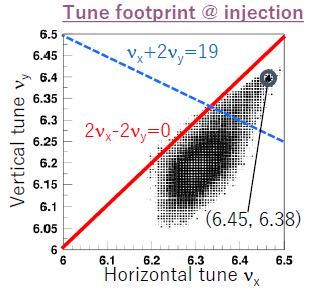 Tune footprint @ injection
6.5
6.45
6.4
6.35
6.3
6.25
6.2
6.15
6.1
6.05
6
Vertical tune νy
νx+2νy=19
2νx-2νy=0
(6.45, 6.38)
6 6.1 6.2 6.3 6.4 6.5
Horizontal tune νx